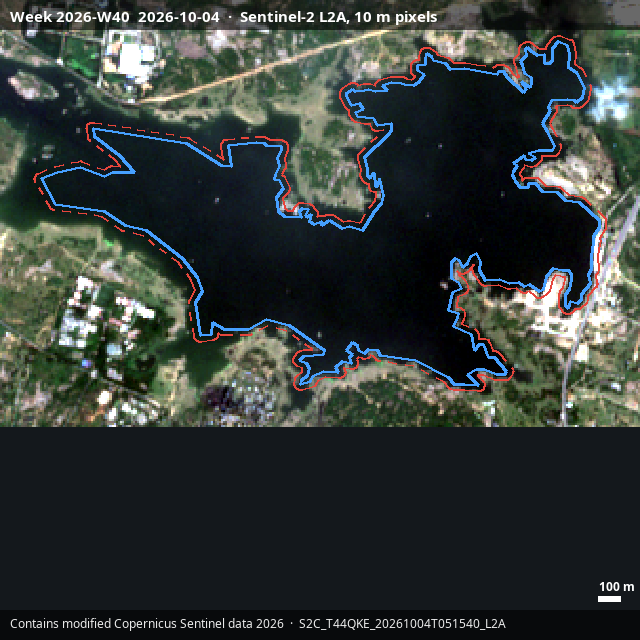 Week 2026-W40 2026-10-04 · Sentinel-2 L2A, 10 m pixels
100 m
Contains modified Copernicus Sentinel data 2026 · S2C_T44QKE_20261004T051540_L2A